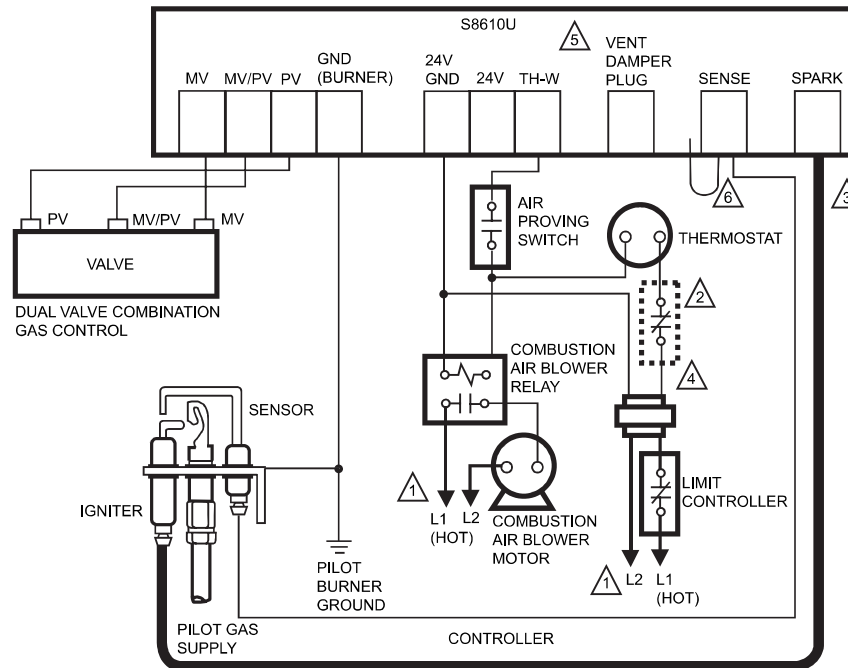 S8610U
5
MV
MV/PV
PV
GND
(BURNER)
24V
GND
24V
TH-W
VENT
DAMPER
PLUG
SENSE
SPARK
6
3
PV
MV/PV
MV
VALVE
DUAL VALVE COMBINATION
GAS CONTROL
AIR
PROVING
SWITCH
THERMOSTAT
2
4
COMBUSTION
AIR BLOWER
RELAY
SENSOR
IGNITER
1
L1
(HOT)
L2
COMBUSTION
AIR BLOWER
MOTOR
LIMIT
CONTROLLER
1
L2
L1
(HOT)
PILOT
BURNER
GROUND
PILOT GAS
SUPPLY
CONTROLLER